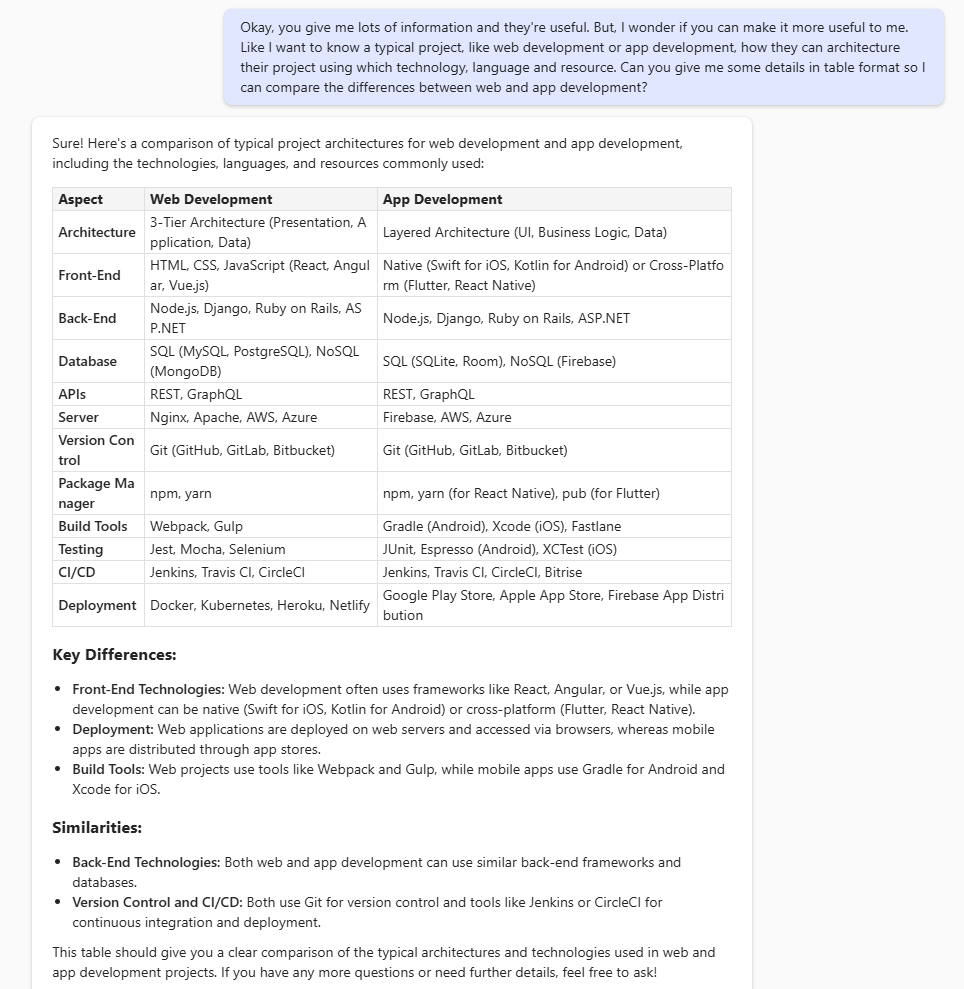 Okay, you give me lots of information and they're useful. But, I wonder if you can make it more useful to me.
Like I want to know a typical project, like web development or app development, how they can architecture
their project using which technology, language and resource. Can you give me some details in table format so I
can compare the differences between web and app development?
Sure! Here's a comparison of typical project architectures for web development and app development,
including the technologies, languages, and resources commonly used:
Aspect Web Development App Development
Architecture 3-Tier Architecture (Presentation, A
pplication, Data) Layered Architecture (UI, Business Logic, Data)
Front-End HTML, CSS, JavaScript (React, Angul
ar, Vue.js) Native (Swift for iOS, Kotlin for Android) or Cross-Platfo
rm (Flutter, React Native)
Back-End Node.js, Django, Ruby on Rails, AS
P.NET Node.js, Django, Ruby on Rails, ASP.NET
Database SQL (MySQL, PostgreSQL), NoSQL
(MongoDB) SQL (SQLite, Room), NoSQL (Firebase)
APIs REST, GraphQL REST, GraphQL
Server Nginx, Apache, AWS, Azure Firebase, AWS, Azure
Version Con
trol Git (GitHub, GitLab, Bitbucket) Git (GitHub, GitLab, Bitbucket)
Package Ma
nager npm, yarn npm, yarn (for React Native), pub (for Flutter)
Build Tools Webpack, Gulp Gradle (Android), Xcode (iOS), Fastlane
Testing Jest, Mocha, Selenium JUnit, Espresso (Android), XCTest (iOS)
CI/CD Jenkins, Travis CI, CircleCI Jenkins, Travis CI, CircleCI, Bitrise
Deployment Docker, Kubernetes, Heroku, Netlify Google Play Store, Apple App Store, Firebase App Distri
bution
Key Differences:
• Front-End Technologies: Web development often uses frameworks like React, Angular, or Vue.js, while app
development can be native (Swift for iOS, Kotlin for Android) or cross-platform (Flutter, React Native).
• Deployment: Web applications are deployed on web servers and accessed via browsers, whereas mobile
apps are distributed through app stores.
• Build Tools: Web projects use tools like Webpack and Gulp, while mobile apps use Gradle for Android and
Xcode for iOS.
Similarities:
• Back-End Technologies: Both web and app development can use similar back-end frameworks and
databases.
• Version Control and CI/CD: Both use Git for version control and tools like Jenkins or CircleCI for
continuous integration and deployment.
This table should give you a clear comparison of the typical architectures and technologies used in web and
app development projects. If you have any more questions or need further details, feel free to ask!